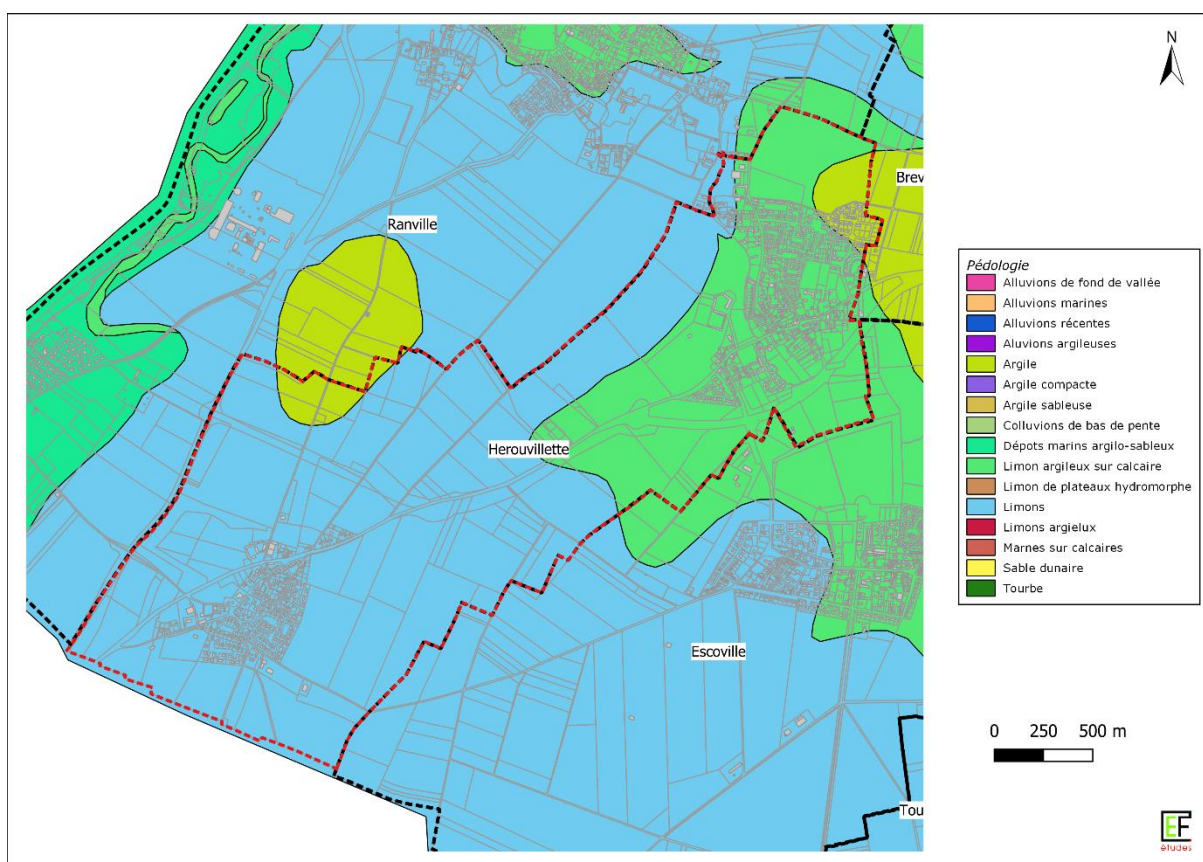 N
Brev
Ranville
Herouvillette
Escoville
Tou
Pédologie
Alluvions de fond de vallée
Alluvions marines
Alluvions récentes
Aluvions argileuses
Argile
Argile compacte
Argile sableuse
Colluvions de bas de pente
Dépots marins argilo-sableux
Limon argileux sur calcaire
Limon de plateaux hydromorphe
Limons
Limons argielux
Marnes sur calcaires
Sable dunaire
Tourbe
0 250 500 m
CEF
études